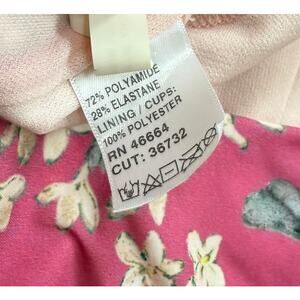 72% POLYAMIDE
28% ELASTANE
LINING / CUPS:
100% POLYESTER
RN 46664
CUT: 36732